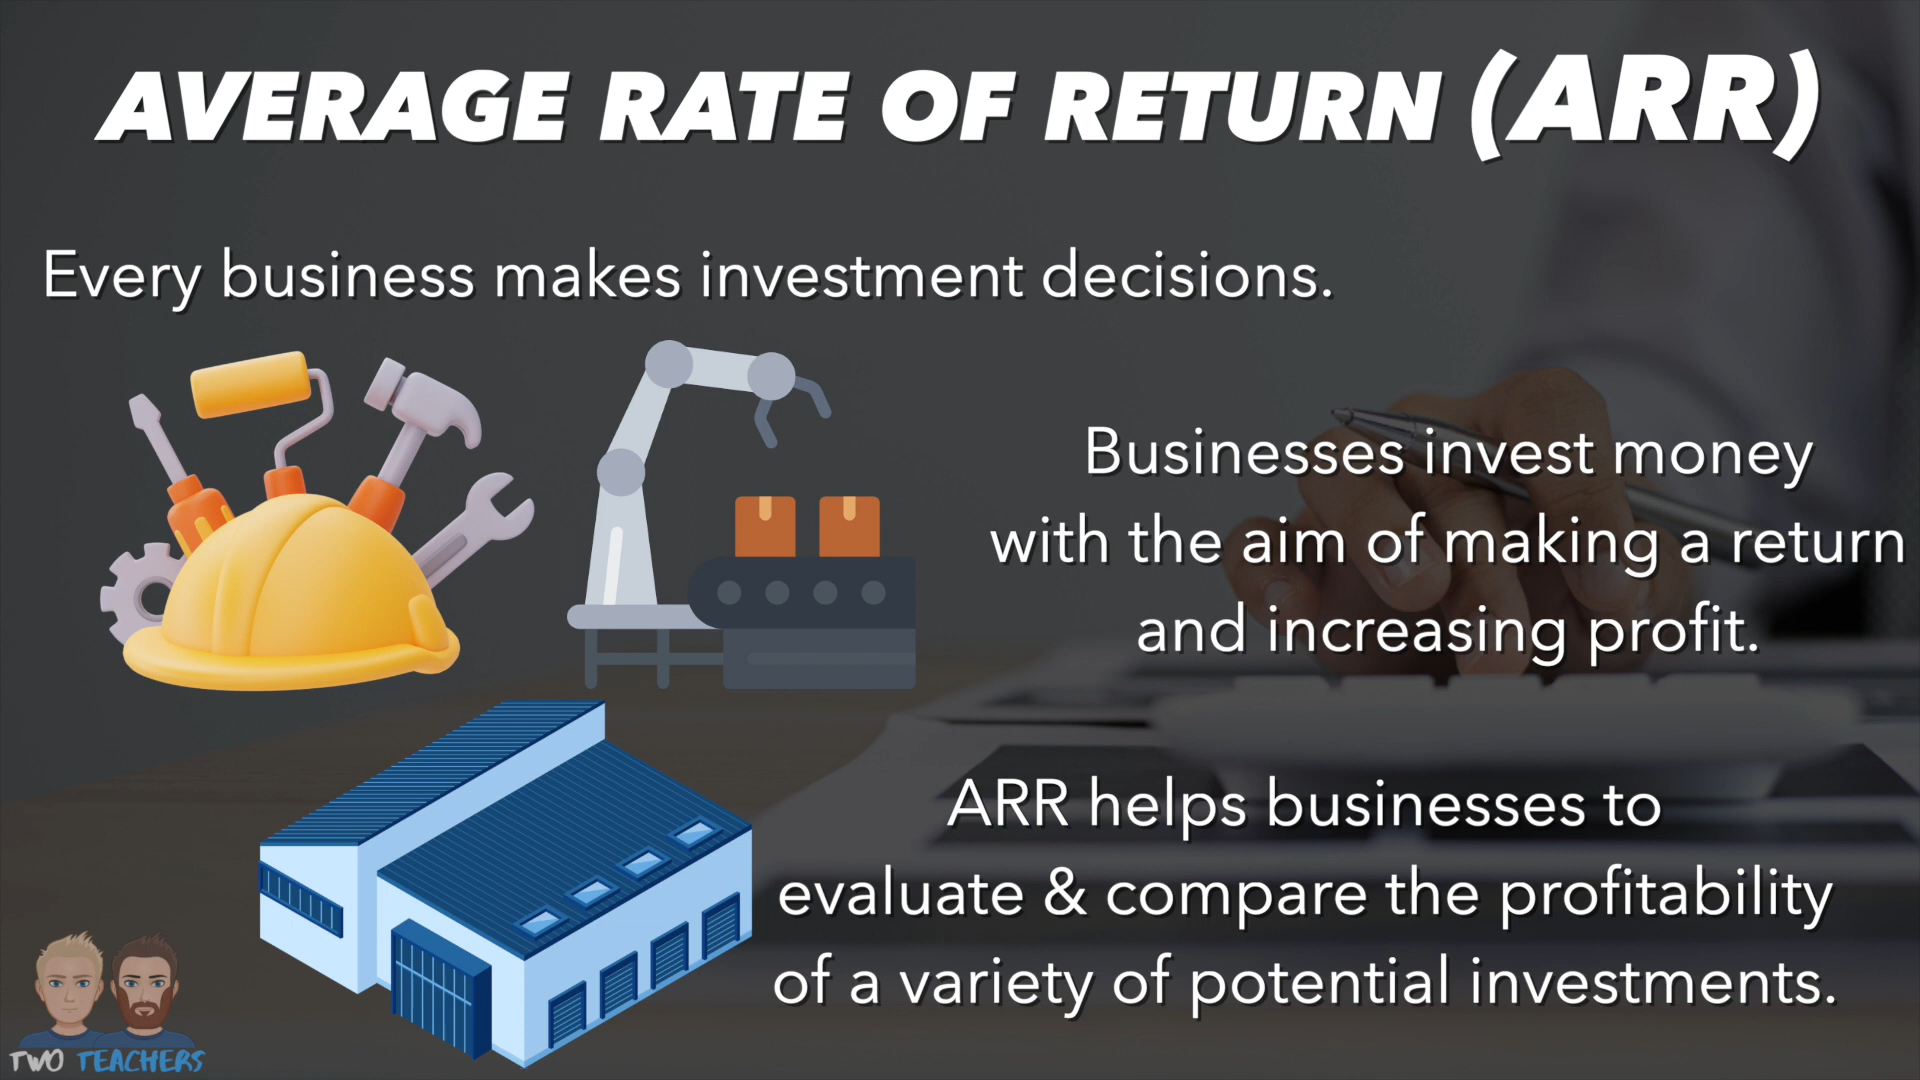 AVERAGE RATE OF RETURN (ARR)
Every business makes investment decisions.
Businesses invest money
with the aim of making a return
and increasing profit.
ARR helps businesses to
evaluate & compare the profitability
of a variety of potential investments.
TWO TEACHERS